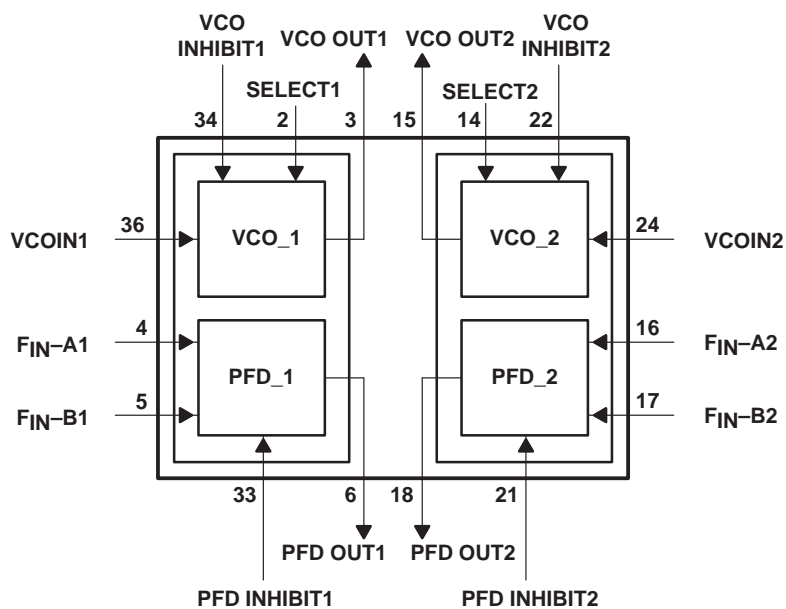 VCO
INHIBIT1
VCO OUT1
VCO OUT2
VCO
INHIBIT2
SELECT1
SELECT2
34
2
3
15
14
22
VCOIN1
36
VCO_1
VCO_2
24
VCOIN2
FIN–A1
4
16
FIN–A2
PFD_1
PFD_2
FIN–B1
5
17
FIN–B2
33
6
18
21
PFD OUT1
PFD OUT2
PFD INHIBIT1
PFD INHIBIT2